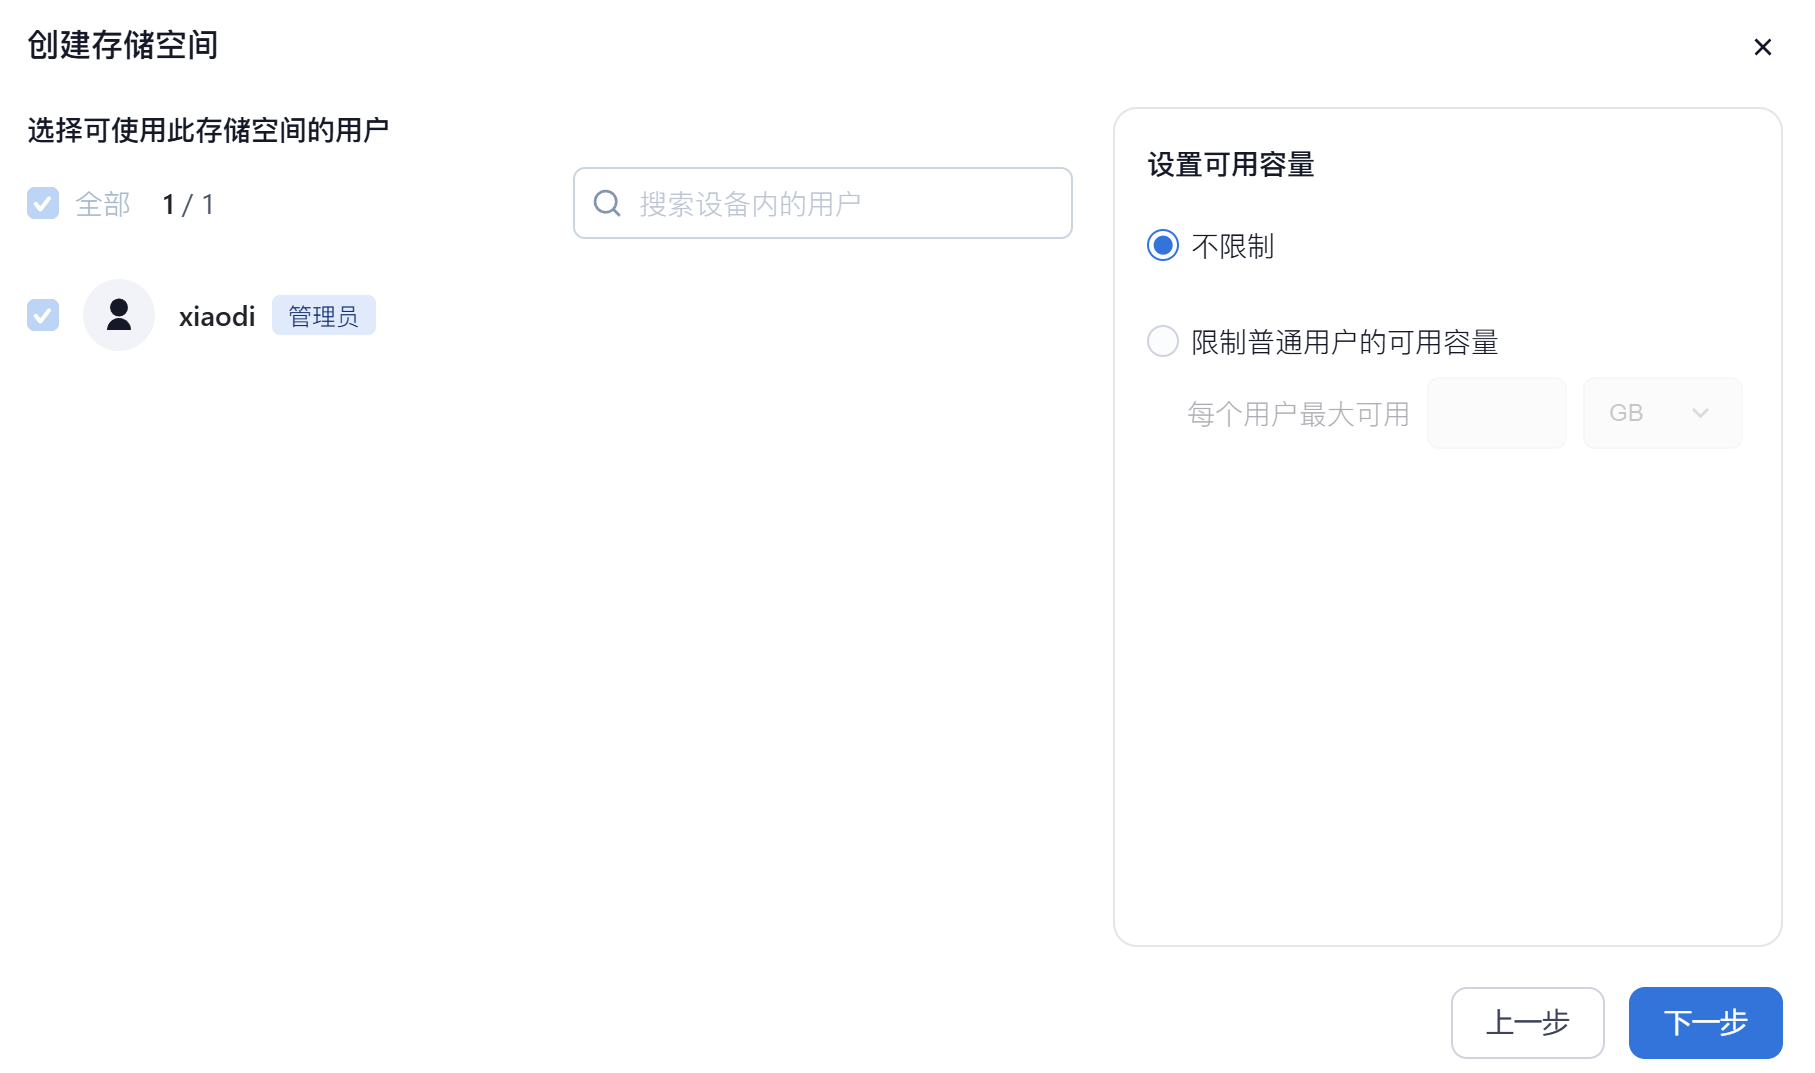 创建存储空间
选择可使用此存储空间的用户
全部 1 / 1
搜索设备内的用户
xiaodi 管理员
设置可用容量
不限制
限制普通用户的可用容量
每个用户最大可用 GB
上一步 下一步